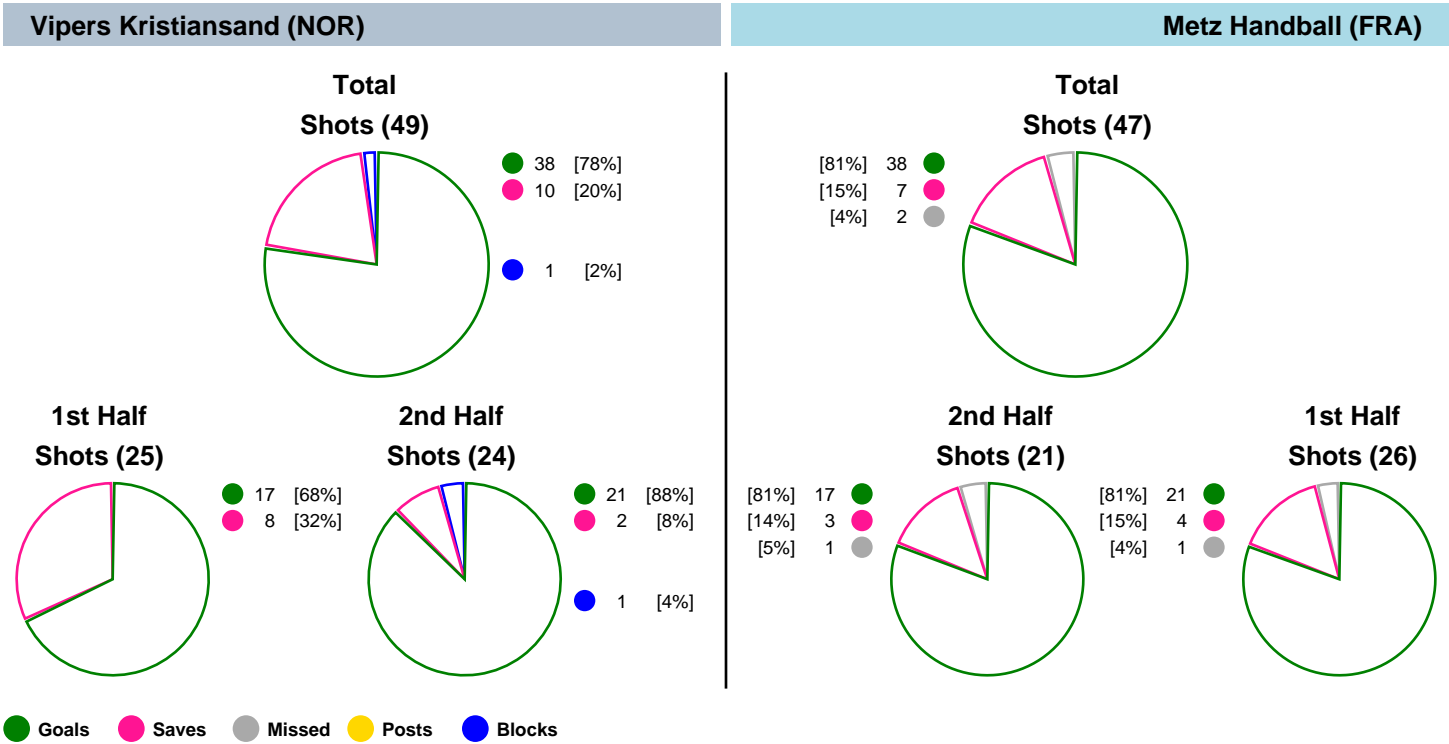 Vipers Kristiansand (NOR)
Metz Handball (FRA)
Total
Shots (49)
38 [78%]
10 [20%]
1 [2%]
Total
Shots (47)
[81%] 38
[15%] 7
[4%] 2
1st Half
Shots (25)
17 [68%]
8 [32%]
2nd Half
Shots (24)
21 [88%]
2 [8%]
1 [4%]
2nd Half
Shots (21)
[81%] 17
[14%] 3
[5%] 1
1st Half
Shots (26)
[81%] 21
[15%] 4
[4%] 1
Goals Saves Missed Posts Blocks